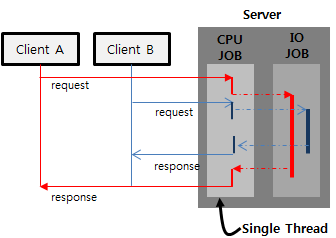 Server
Client A
Client B
CPU
JOB
IO
JOB
request
request
response
response
Single Thread